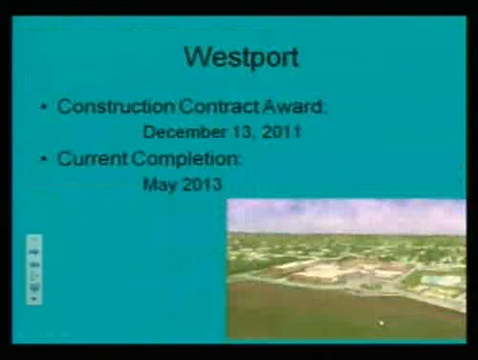 Westport
• Construction Contract Award:
December 13, 2011
• Current Completion:
May 2013